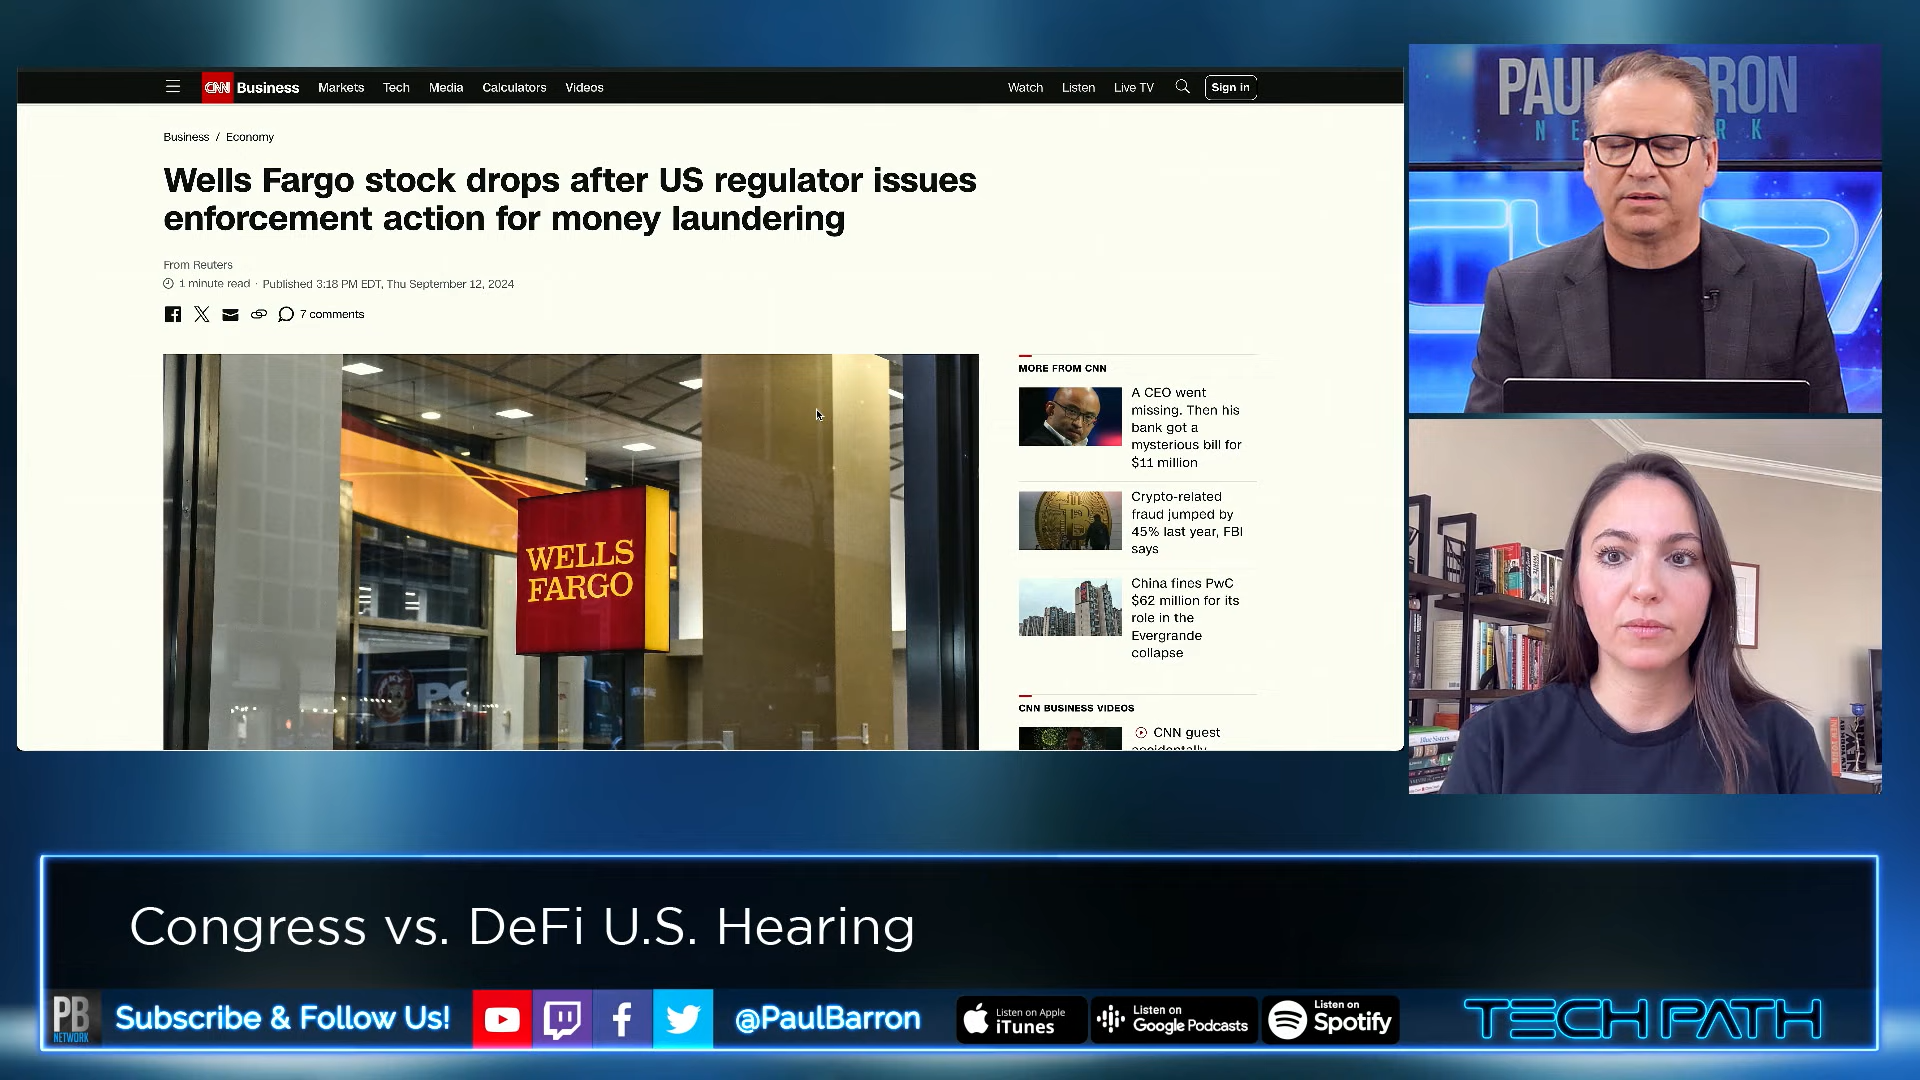 CNN Business Markets Tech Media Calculators Videos Watch Listen Live TV Sign in
Business / Economy
Wells Fargo stock drops after US regulator issues
enforcement action for money laundering
From Reuters
1 minute read · Published 3:18 PM EDT, Thu September 12, 2024
7 comments
WELLS
FARGO
MORE FROM CNN
A CEO went
missing. Then his
bank got a
mysterious bill for
$11 million
Crypto-related
fraud jumped by
45% last year, FBI
says
China fines PwC
$62 million for its
role in the
Evergrande
collapse
CNN BUSINESS VIDEOS
CNN guest
accidentally
PAUL
RON
NE
RK
Congress vs. DeFi U.S. Hearing
PB
NETWORK
Subscribe & Follow Us!
@PaulBarron
Listen on Apple
iTunes
Listen on
Google Podcasts
Listen on
Spotify
TECH PATH